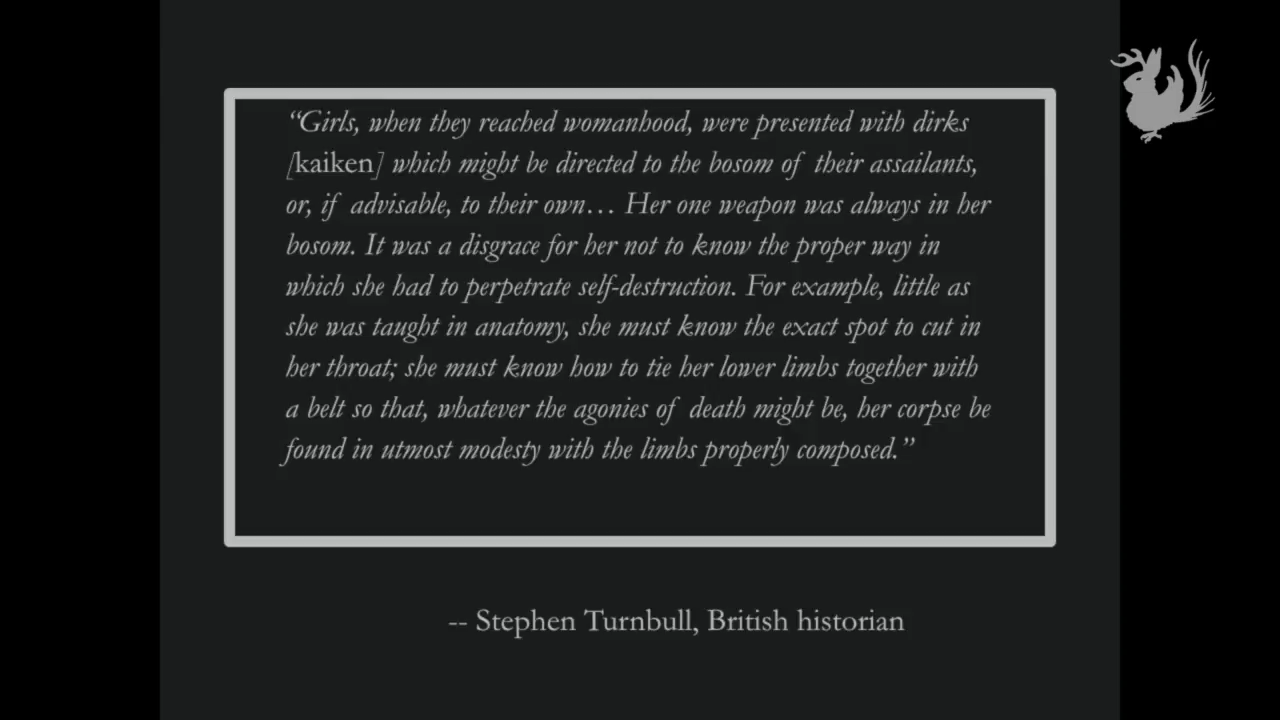 “Girls, when they reached womanhood, were presented with dirks
[kaiken] which might be directed to the bosom of their assailants,
or, if advisable, to their own… Her one weapon was always in her
bosom. It was a disgrace for her not to know the proper way in
which she had to perpetrate self-destruction. For example, little as
she was taught in anatomy, she must know the exact spot to cut in
her throat; she must know how to tie her lower limbs together with
a belt so that, whatever the agonies of death might be, her corpse be
found in utmost modesty with the limbs properly composed.”
-- Stephen Turnbull, British historian